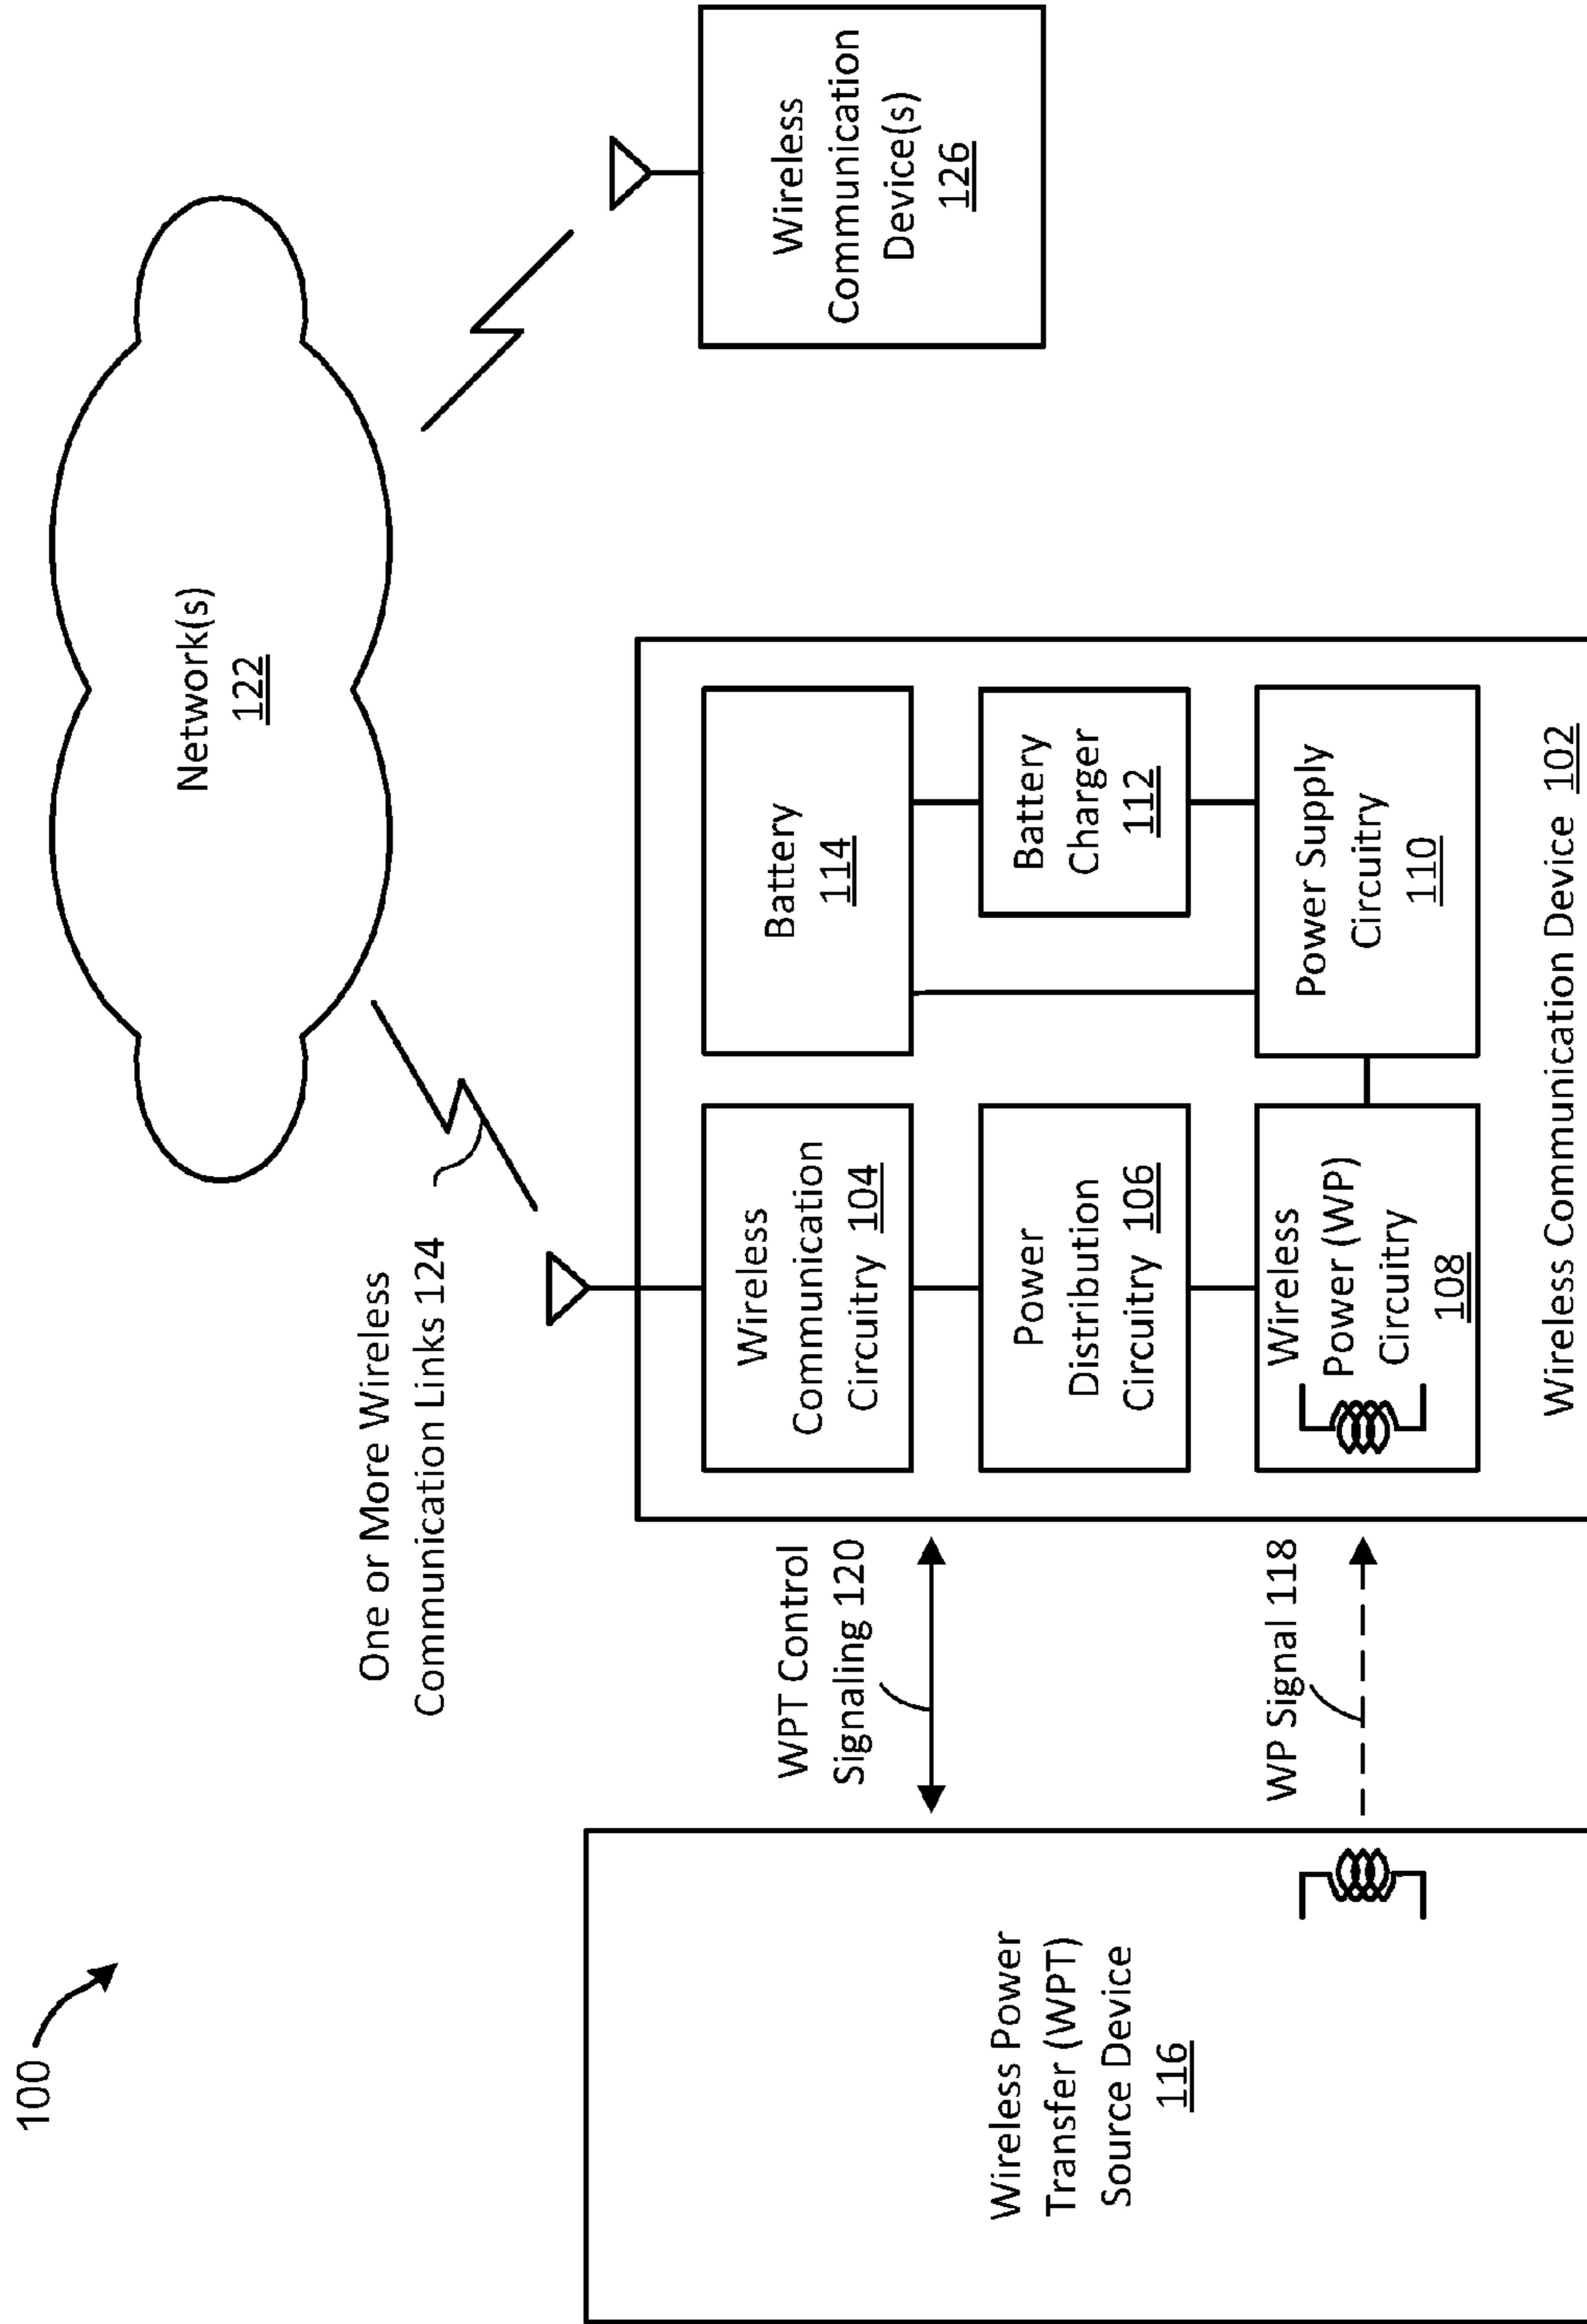 100
Network(s)
122
One or More Wireless
Communication Links 124
Wireless
Communication
Device(s)
126
Wireless Power
Transfer (WPT)
Source Device
116
WPT Control
Signaling 120
WP Signal 118
Wireless
Communication
Circuitry 104
Power
Distribution
Circuitry 106
Wireless
Power (WP)
Circuitry
108
Battery
114
Battery
Charger
112
Power Supply
Circuitry
110
Wireless Communication Device 102